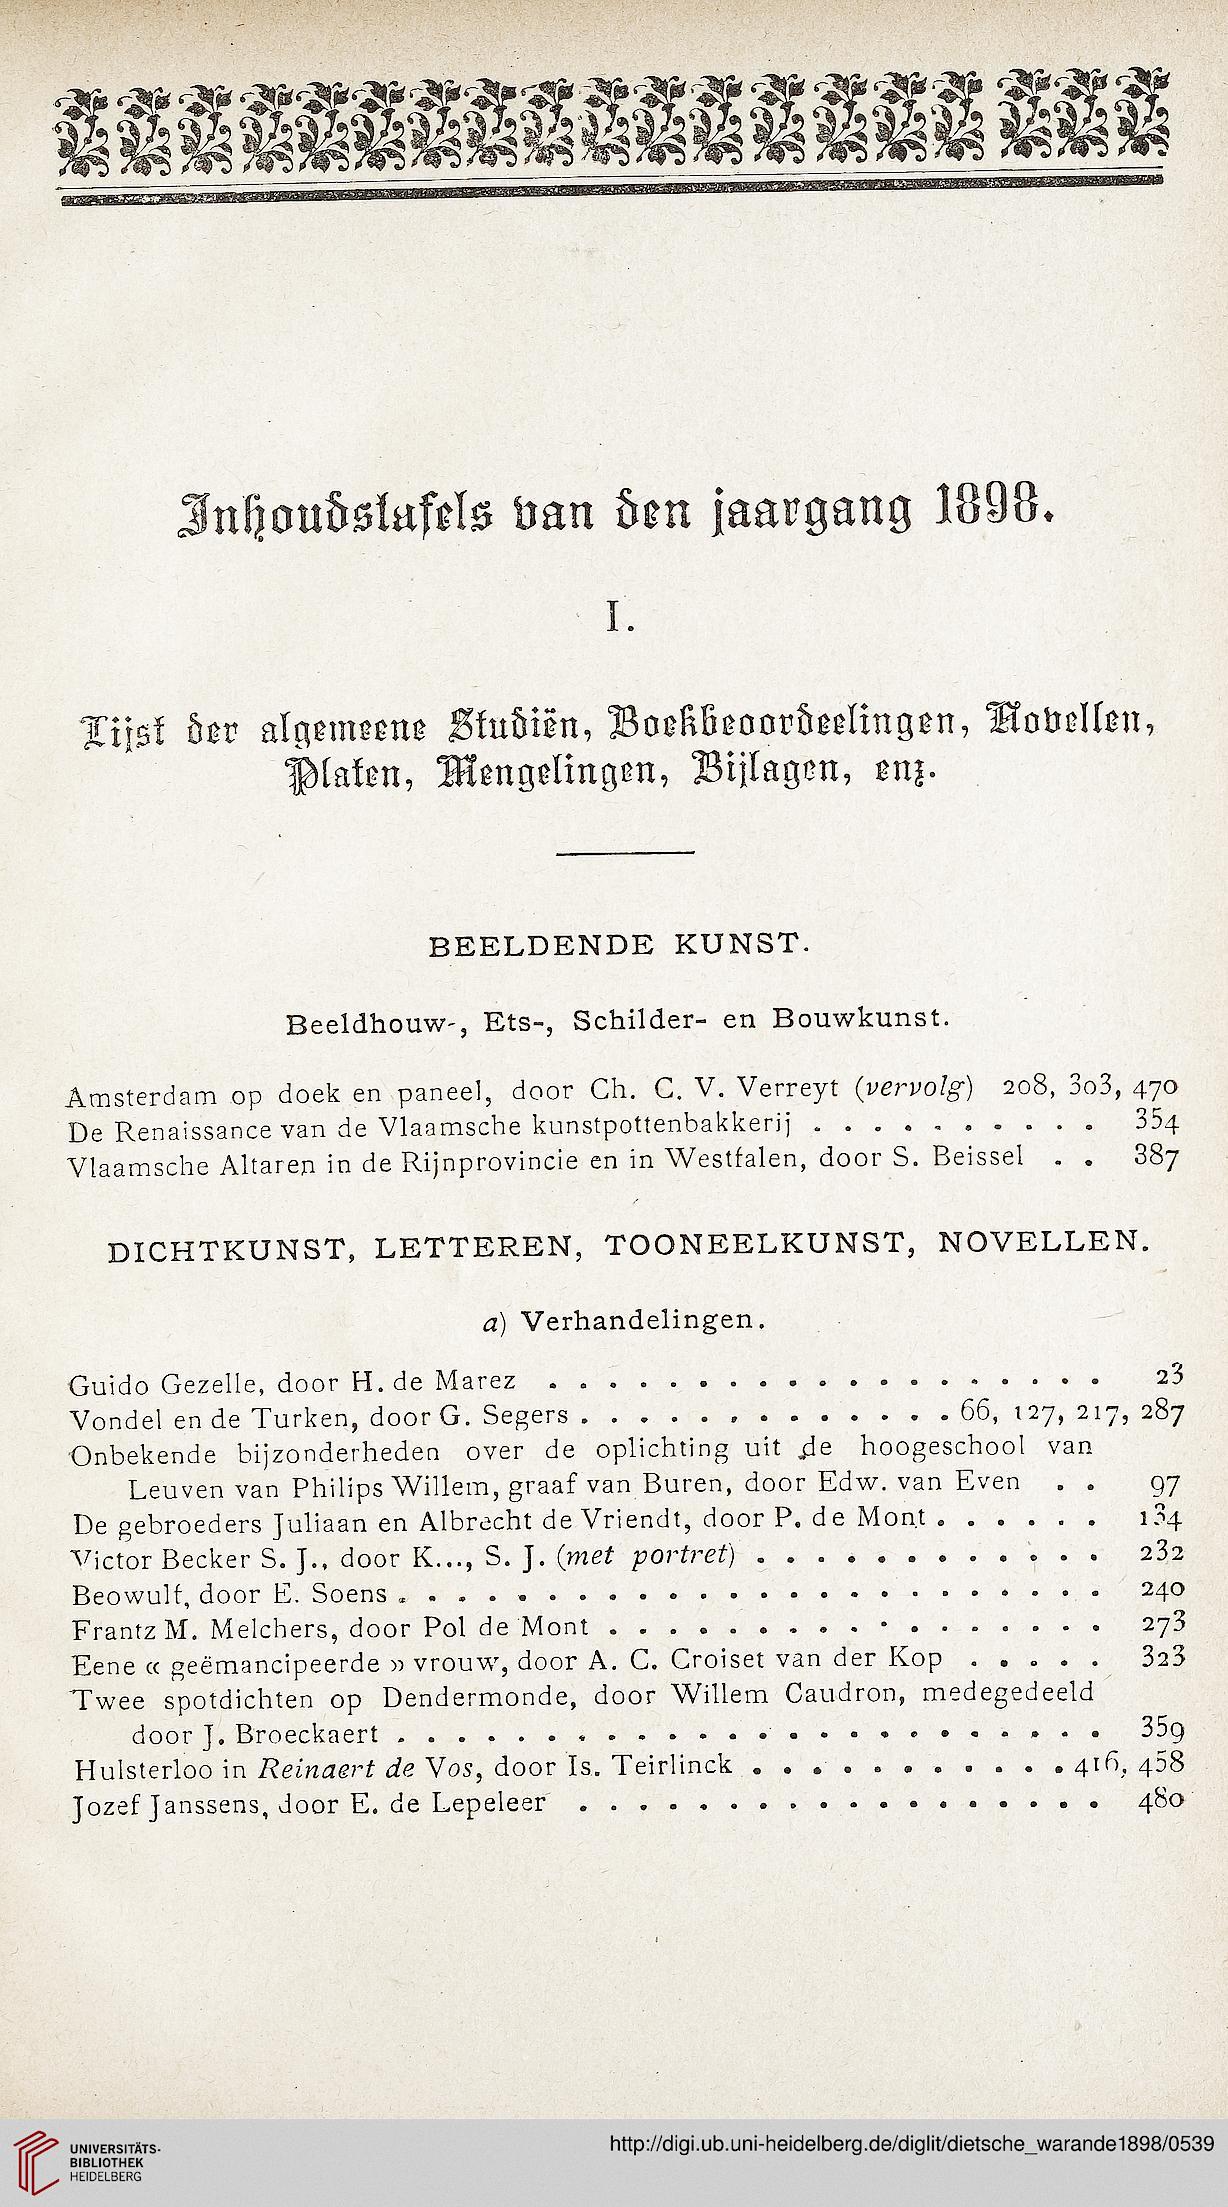 Inhoudstafels van den jaargang 1898.
I.
Lijst der algemeene Studiën, Boekbeoordeelingen, Novellen,
Platen, Mengelingen, Bijlagen, enz.
BEELDENDE KUNST.
Beeldhouw-, Ets-, Schilder- en Bouwkunst.
Amsterdam op doek en paneel, door Ch. C. V. Verreyt (vervolg) 208, 303, 470
De Renaissance van de Vlaamsche kunstpottenbakkerij . . . . . . . . . . 354
Vlaamsche Altaren in de Rijnprovincie en in Westfalen, door S. Beissel . . 387
DICHTKUNST, LETTEREN, TOONEELKUNST, NOVELLEN.
a) Verhandelingen.
Guido Gezelle, door H. de Marez . . . . . . . . . . . . . . . . . . . 23
Vondel en de Turken, door G. Segers . . . . . . . . . . . . . 66, 127, 217, 287
Onbekende bijzonderheden over de oplichting uit de hoogeschool van
Leuven van Philips Willem, graaf van Buren, door Edw. van Even . . 97
De gebroeders Juliaan en Albrecht de Vriendt, door P. de Mont . . . . . . 134
Victor Becker S. J., door K..., S. J. (met portret) . . . . . . . . . . . . 232
Beowulf, door E. Soens . . . . . . . . . . . . . . . . . . . . . . . . 240
Frantz M. Melchers, door Pol de Mont . . . . . . . . . . . . . . . . . 273
Eene « geëmancipeerde » vrouw, door A. C. Croiset van der Kop . . . . . 323
Twee spotdichten op Dendermonde, door Willem Caudron, medegedeeld
door J. Broeckaert . . . . . . . . . . . . . . . . . . . . . . . . 359
Hulsterloo in Reinaert de Vos, door Is. Teirlinck . . . . . . . . . . . 416, 458
Jozef Janssens, door E. de Lepeleer . . . . . . . . . . . . . . . . . . 480
UNIVERSITÄTS-
BIBLIOTHEK
HEIDELBERG
http://digi.ub.uni-heidelberg.de/diglit/dietsche_warande1898/0539